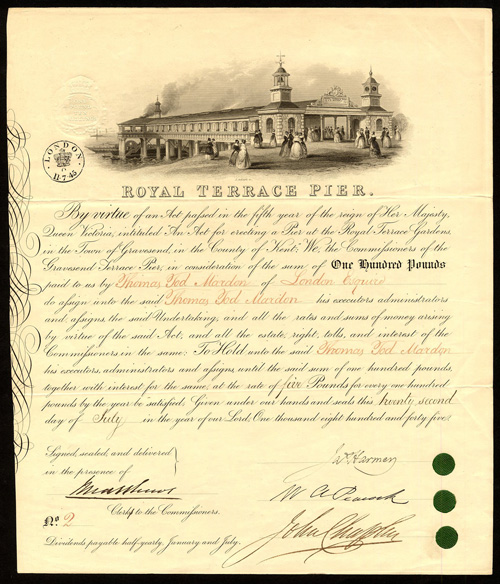 LONDON
11-7-45
ROYAL TERRACE PIER.
By virtue of an Act passed in the fifth year of the reign of Her Majesty,
Queen Victoria, intituled An Act for erecting a Pier at the Royal Terrace Gardens,
in the Town of Gravesend, in the County of Kent; We, the Commissioners of the
Gravesend Terrace Pier, in consideration of the sum of One Hundred Pounds
paid to us by Thomas Tod Mardon of London Esquire
do assign unto the said Thomas Tod Mardon his executors administrators
and assigns, the said Undertaking, and all the rates and sums of money arising
by virtue of the said Act, and all the estate, right, tolls, and interest of the
Commissioners in the same; To Hold unto the said Thomas Tod Mardon
his executors, administrators and assigns, until the said sum of one hundred pounds,
together with interest for the same, at the rate of five Pounds for every one hundred
pounds by the year be satisfied. Given under our hands and seals this Twenty second
day of July in the year of our Lord, One thousand eight hundred and forty five.
Signed, sealed, and delivered
in the presence of
Clerk to the Commissioners.
W A Peacock
John Chaplin
No. 2
Dividends payable half-yearly, January and July.